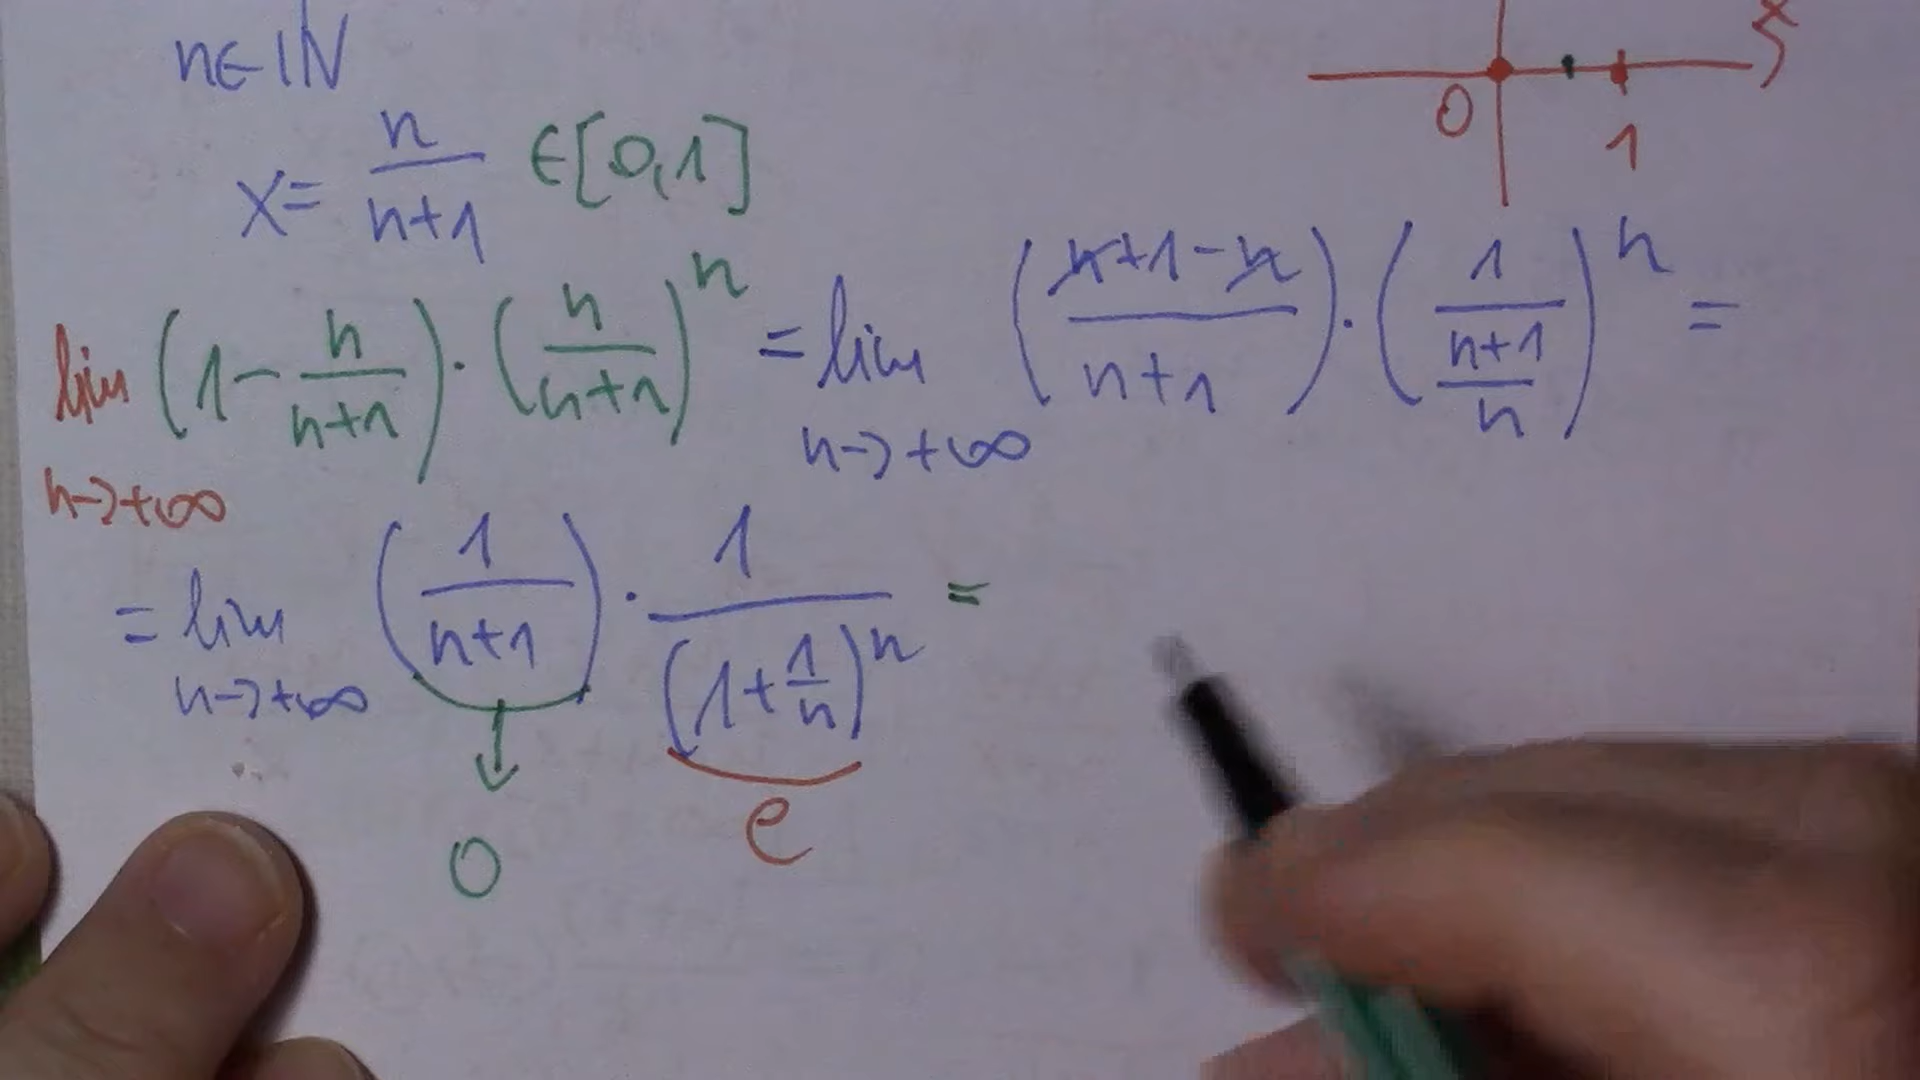 n∈ℕ
x
0 1
x = n/(n+1) ∈ [0,1]
lim n→+∞ (1 - n/(n+1)) · (n/(n+1))^n = lim n→+∞ ((n+1-n)/(n+1)) · (1/((n+1)/n))^n =
= lim n→+∞ (1/(n+1)) · 1/(1+1/n)^n =
0 e